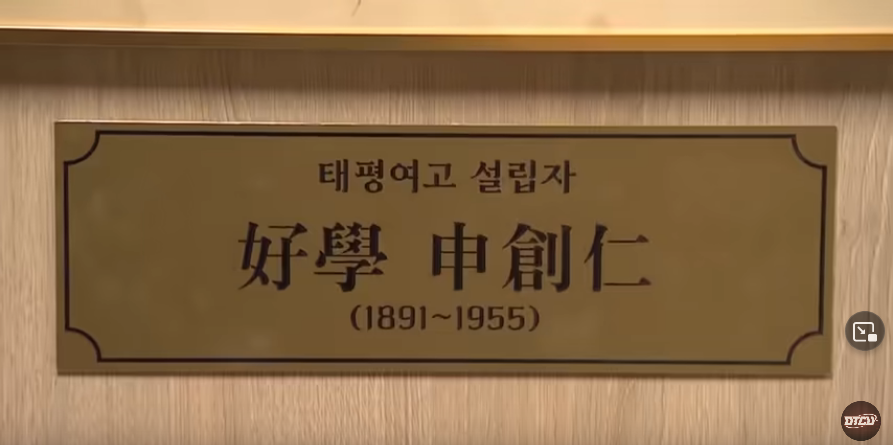 태평여고 설립자
好學 申創仁
(1891~1955)